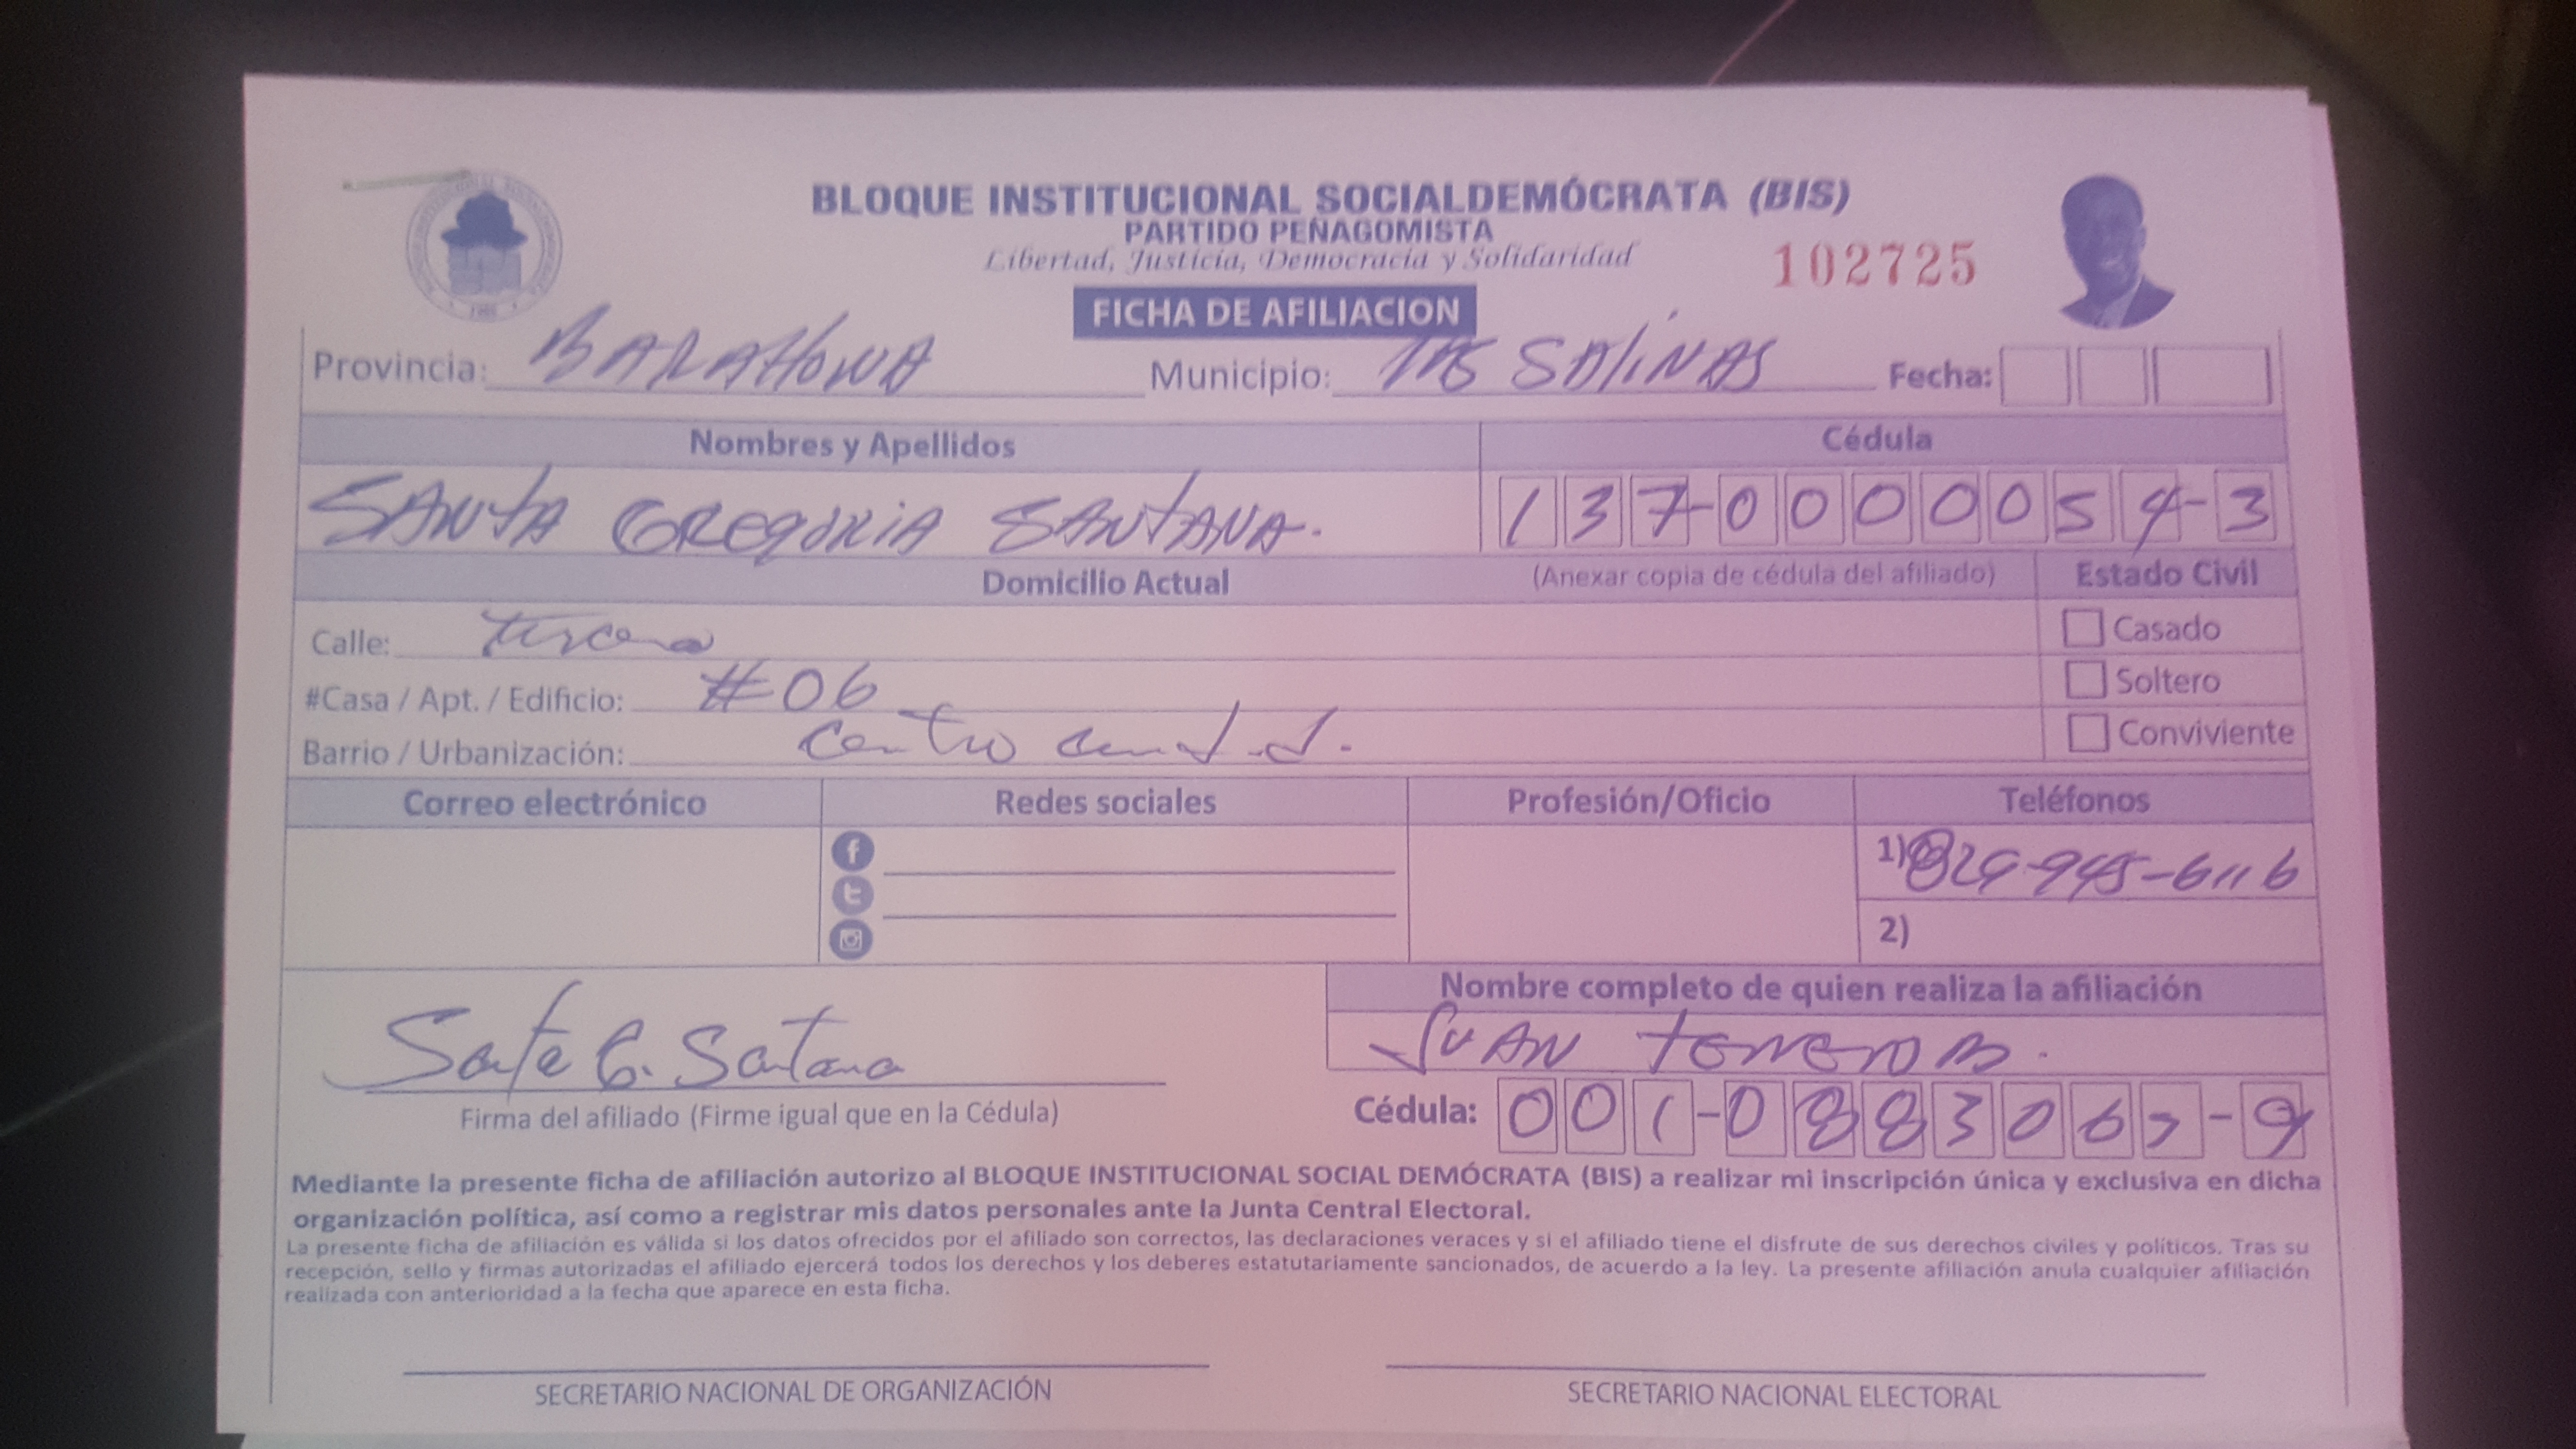 BLOQUE INSTITUCIONAL SOCIALDEMÓCRATA (BIS)
PARTIDO PEÑAGOMISTA
Libertad, Justicia, Democracia y Solidaridad
102725
FICHA DE AFILIACION
Provincia: BARAHONA Municipio: LAS SALINAS Fecha:
Nombres y Apellidos Cédula
SANTA GREGORIA SANTANA. 137-0000054-3
Domicilio Actual (Anexar copia de cédula del afiliado) Estado Civil
Calle: tercera Casado
#Casa / Apt. / Edificio: #06 Soltero
Barrio / Urbanización: Centro Conviviente
Correo electrónico Redes sociales Profesión/Oficio Teléfonos
1) 829-945-6116
2)
Nombre completo de quien realiza la afiliación
Santa G. Santana JUAN
Firma del afiliado (Firme igual que en la Cédula) Cédula: 001-0883067-9
Mediante la presente ficha de afiliación autorizo al BLOQUE INSTITUCIONAL SOCIAL DEMÓCRATA (BIS) a realizar mi inscripción única y exclusiva en dicha
organización política, así como a registrar mis datos personales ante la Junta Central Electoral.
La presente ficha de afiliación es válida si los datos ofrecidos por el afiliado son correctos, las declaraciones veraces y si el afiliado tiene el disfrute de sus derechos civiles y políticos. Tras su
recepción, sello y firmas autorizadas el afiliado ejercerá todos los derechos y los deberes estatutariamente sancionados, de acuerdo a la ley. La presente afiliación anula cualquier afiliación
realizada con anterioridad a la fecha que aparece en esta ficha.
SECRETARIO NACIONAL DE ORGANIZACIÓN SECRETARIO NACIONAL ELECTORAL